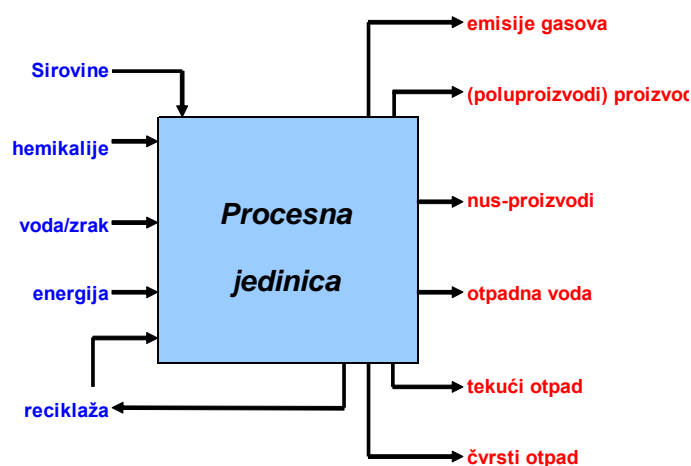 emisije gasova
Sirovine
(poluproizvodi) proizvod
hemikalije
Procesna
jedinica
nus-proizvodi
voda/zrak
energija
otpadna voda
reciklaža
tekući otpad
čvrsti otpad